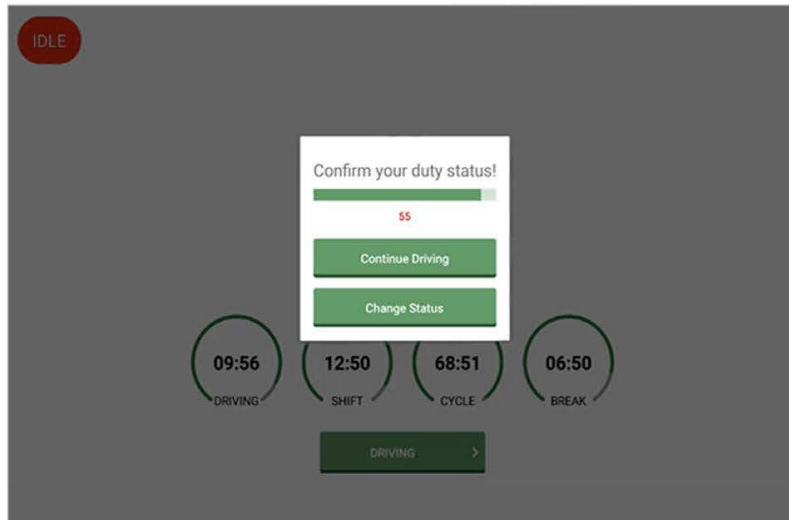 IDLE
Confirm your duty status!
55
Continue Driving
Change Status
09:56
12:50
68:51
06:50
DRIVING
SHIFT
CYCLE
BREAK
DRIVING